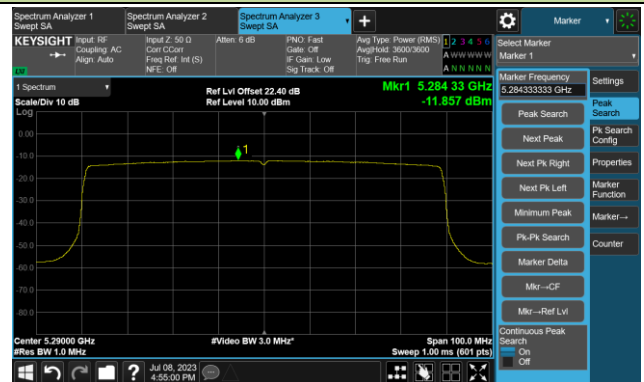 Spectrum Analyzer 1
Swept SA
Spectrum Analyzer 2
Swept SA
Spectrum Analyzer 3
Swept SA
Marker
KEYSIGHT
Input: RF
Coupling: AC
Align: Auto
Input Z: 50 Ω
Corr CCorr
Freq Ref: Int (S)
NFE: Off
Atten: 6 dB
PNO: Fast
Gate: Off
IF Gain: Low
Sig Track: Off
Avg Type: Power (RMS)
Avg|Hold: 3600/3600
Trig: Free Run
1 2 3 4 5 6
A W W W W W
A N N N N N
Select Marker
Marker 1
1 Spectrum
Scale/Div 10 dB
Ref Lvl Offset 22.40 dB
Ref Level 10.00 dBm
Mkr1 5.284 33 GHz
-11.857 dBm
Log
0.00
-10.0
-20.0
-30.0
-40.0
-50.0
-60.0
-70.0
-80.0
1
Center 5.29000 GHz
#Res BW 1.0 MHz
#Video BW 3.0 MHz*
Span 100.0 MHz
Sweep 1.00 ms (601 pts)
Marker Frequency
5.284333333 GHz
Peak Search
Next Peak
Next Pk Right
Next Pk Left
Minimum Peak
Pk-Pk Search
Marker Delta
Mkr→CF
Mkr→Ref Lvl
Continuous Peak
Search
On
Off
Settings
Peak
Search
Pk Search
Config
Properties
Marker
Function
Marker→
Counter
?
Jul 08, 2023
4:55:00 PM